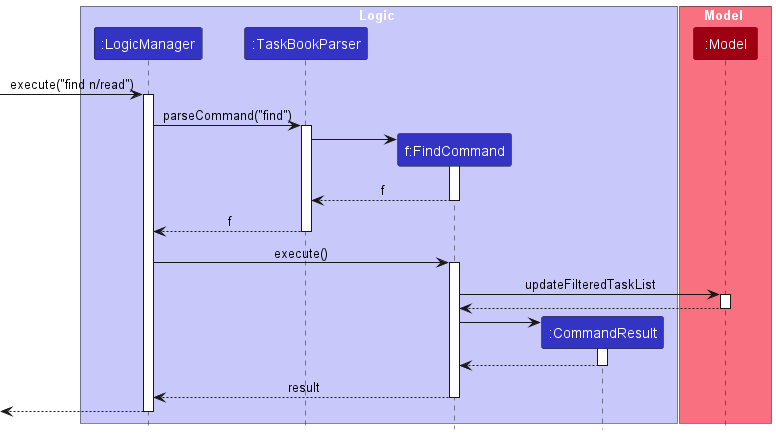 Logic
Model
:LogicManager
:TaskBookParser
:Model
execute("find n/read")
parseCommand("find")
f:FindCommand
f
f
execute()
updateFilteredTaskList
:CommandResult
result